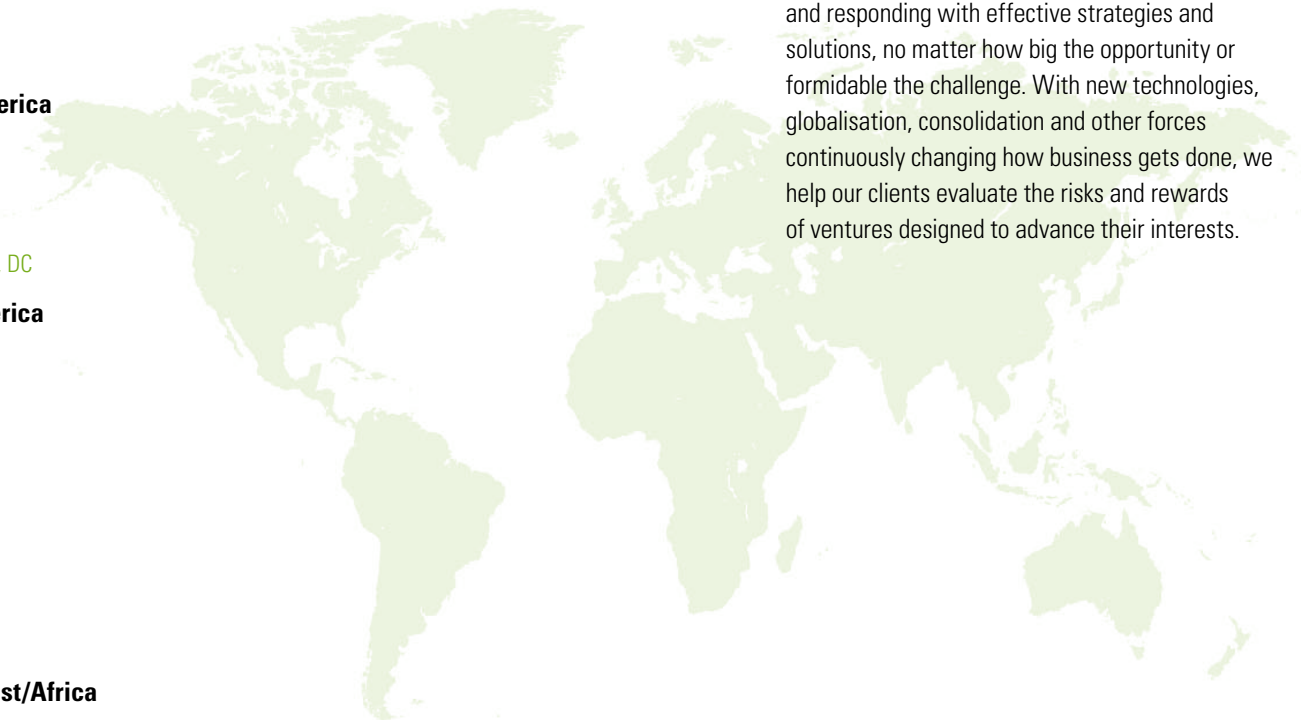 erica
DC
erica
st/Africa
and responding with effective strategies and
solutions, no matter how big the opportunity or
formidable the challenge. With new technologies,
globalisation, consolidation and other forces
continuously changing how business gets done, we
help our clients evaluate the risks and rewards
of ventures designed to advance their interests.